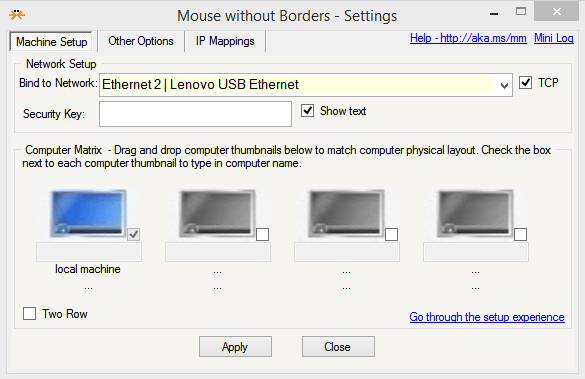 Mouse without Borders - Settings
Machine Setup Other Options IP Mappings Help - http://aka.ms/mm Mini Log
Network Setup
Bind to Network: Ethernet 2 | Lenovo USB Ethernet TCP
Security Key: Show text
Computer Matrix - Drag and drop computer thumbnails below to match computer physical layout. Check the box
next to each computer thumbnail to type in computer name.
local machine ... ... ...
... ... ... ...
Two Row Go through the setup experience
Apply Close